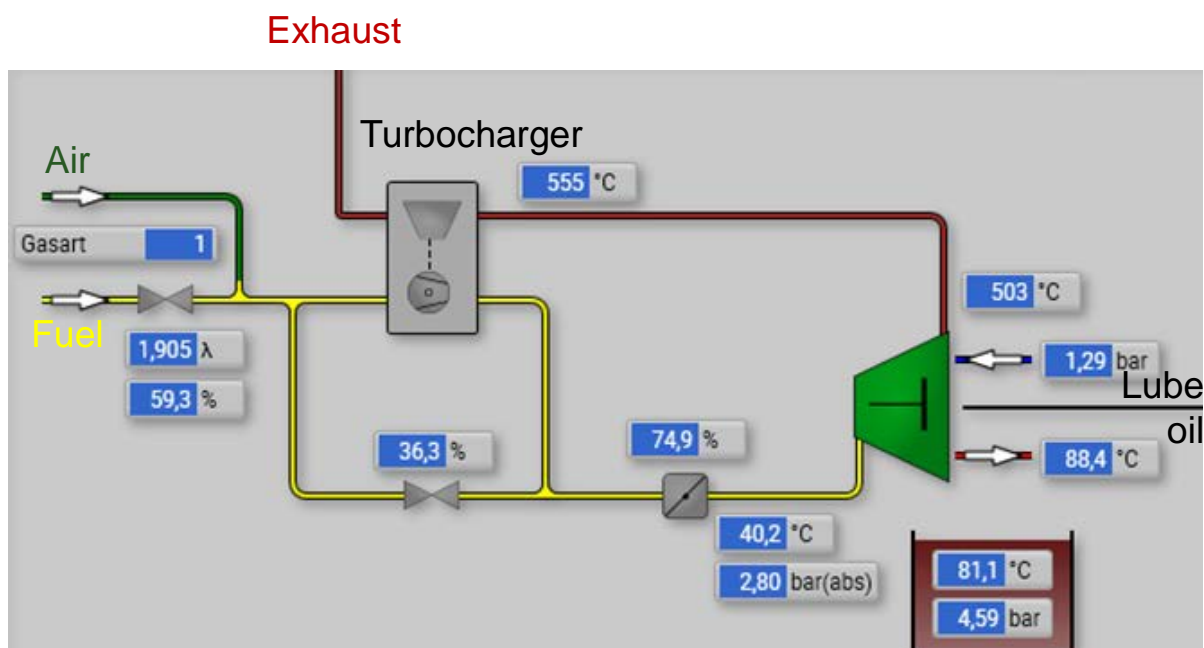 Exhaust
Turbocharger
Air
555 °C
Gasart 1
503 °C
Fuel
1,905 λ
1,29 bar
59,3 %
Lube
oil
36,3 %
74,9 %
88,4 °C
40,2 °C
2,80 bar(abs)
81,1 °C
4,59 bar